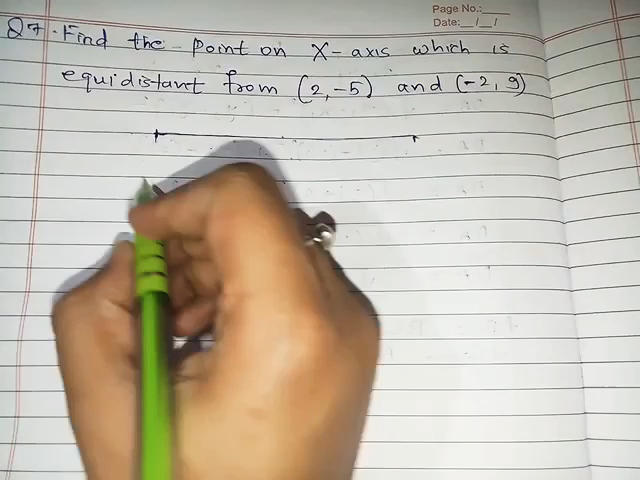 Page No.:
Date: / /
Q7. Find the point on X-axis which is
equidistant from (2,-5) and (-2,9)